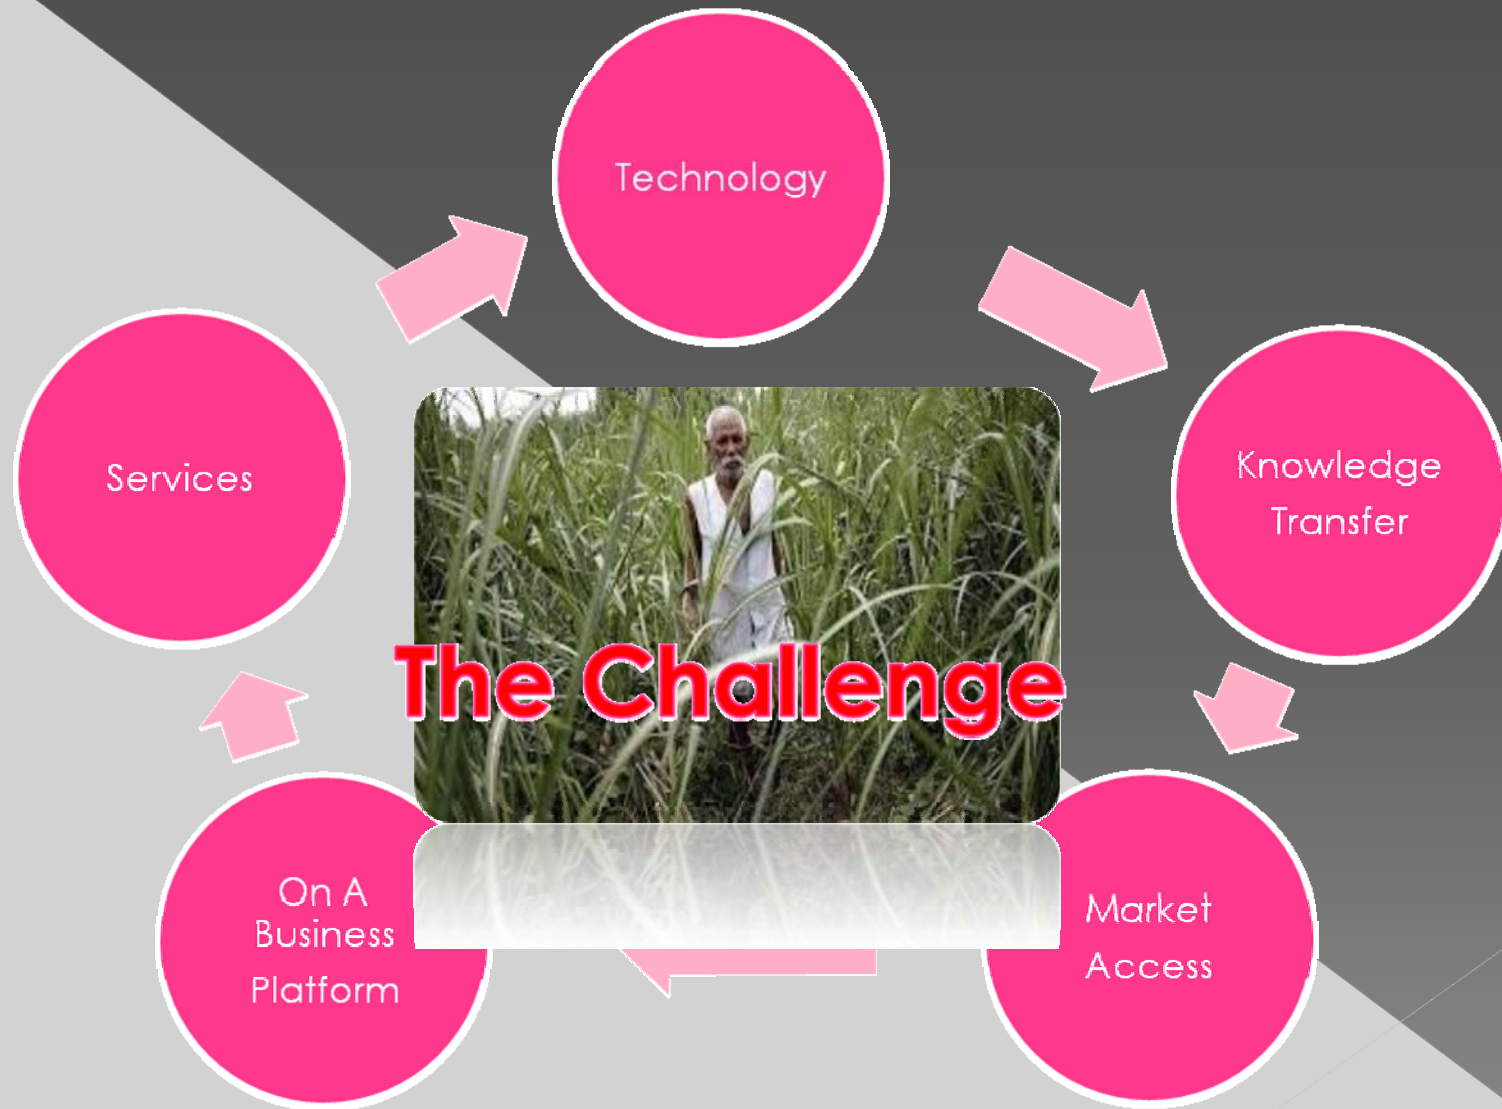 Technology
Services
Knowledge
Transfer
The Challenge
On A
Business
Platform
Market
Access